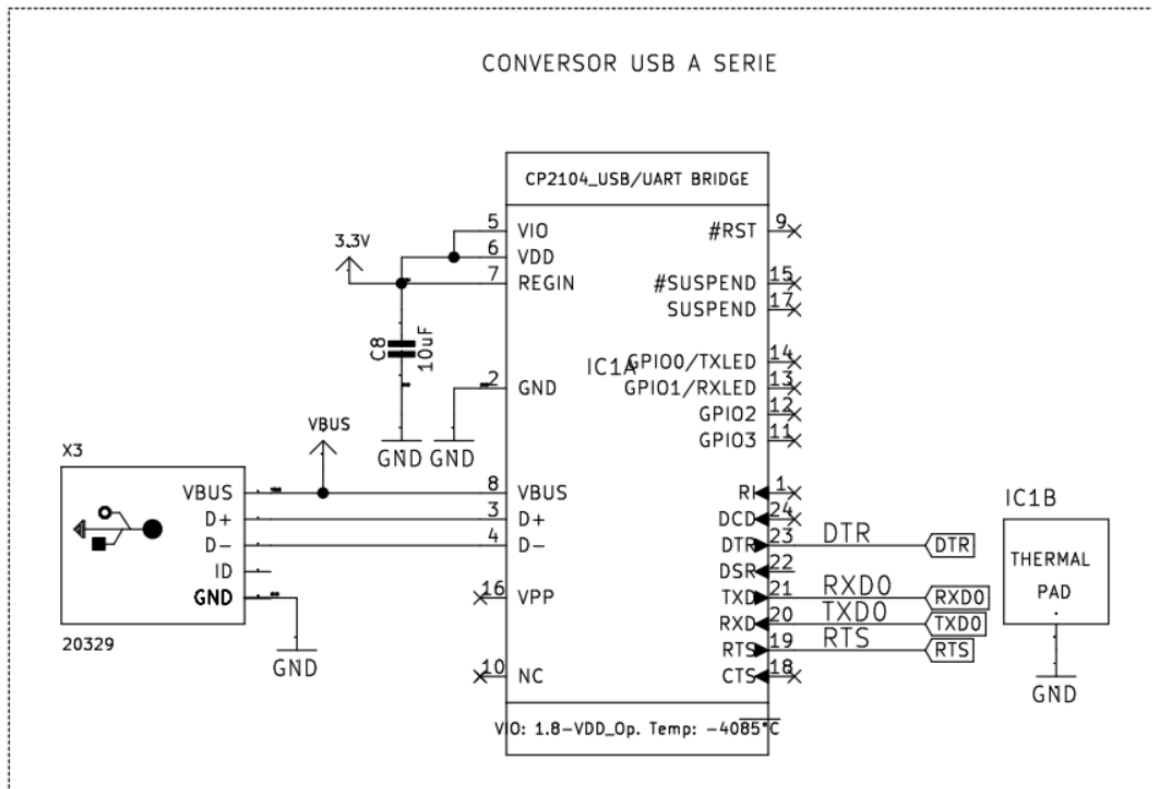 CONVERSOR USB A SERIE
CP2104_USB/UART BRIDGE
5 VIO
6 VDD
7 REGIN
3.3V
C8
10uF
2 GND
GND GND
VBUS
X3
VBUS
D+
D-
ID
GND
20329
GND
8 VBUS
3 D+
4 D-
16 VPP
10 NC
IC1A
#RST 9
#SUSPEND 15
SUSPEND 17
GPIO0/TXLED 14
GPIO1/RXLED 13
GPIO2 12
GPIO3 11
RI 1
DCD 24
DTR 23 DTR DTR
DSR 22
TXD 21 RXD0 RXD0
RXD 20 TXD0 TXD0
RTS 19 RTS RTS
CTS 18
VIO: 1.8-VDD_Op. Temp: -4085°C
IC1B
THERMAL
PAD
GND